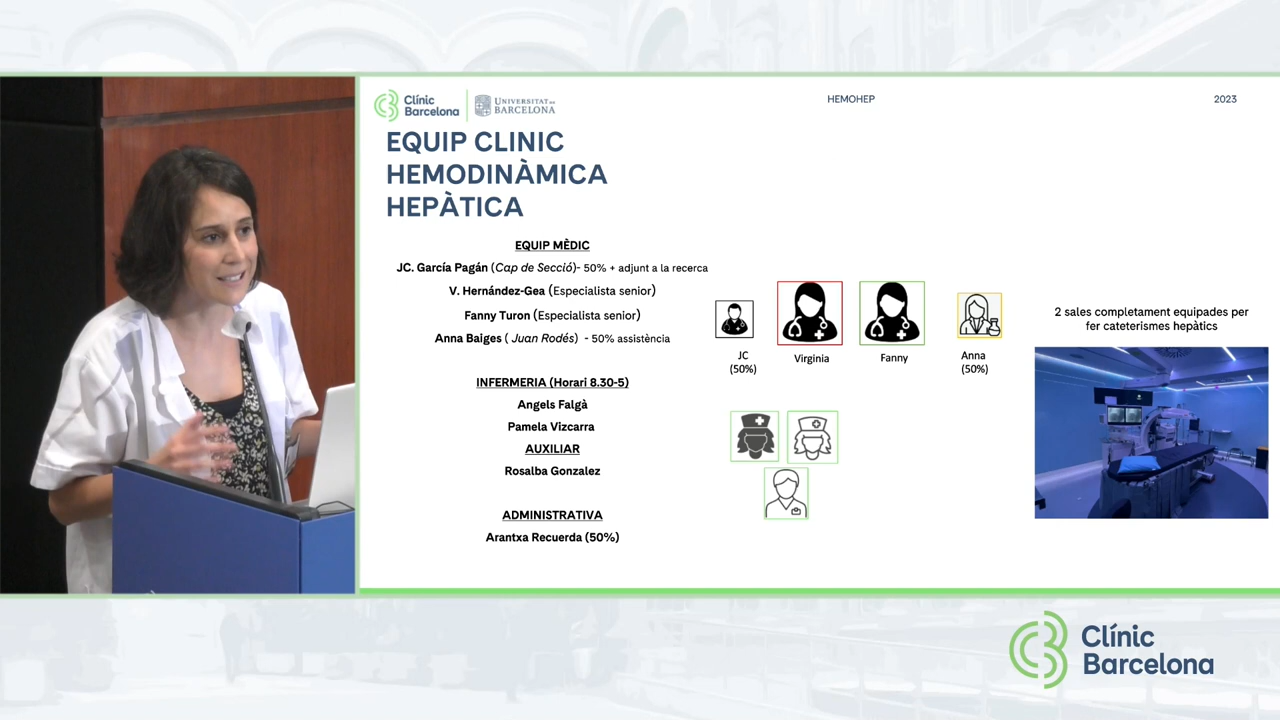 Clínic
Barcelona
UNIVERSITAT DE
BARCELONA
HEMOHEP
2023
EQUIP CLINIC
HEMODINÀMICA
HEPÀTICA
EQUIP MÈDIC
JC. García Pagán (Cap de Secció)- 50% + adjunt a la recerca
V. Hernández-Gea (Especialista senior)
Fanny Turon (Especialista senior)
Anna Baiges ( Juan Rodés) - 50% assistència
INFERMERIA (Horari 8.30-5)
Angels Falgà
Pamela Vizcarra
AUXILIAR
Rosalba Gonzalez
ADMINISTRATIVA
Arantxa Recuerda (50%)
JC
(50%)
Virginia
Fanny
Anna
(50%)
2 sales completament equipades per
fer cateterismes hepàtics
Clínic
Barcelona